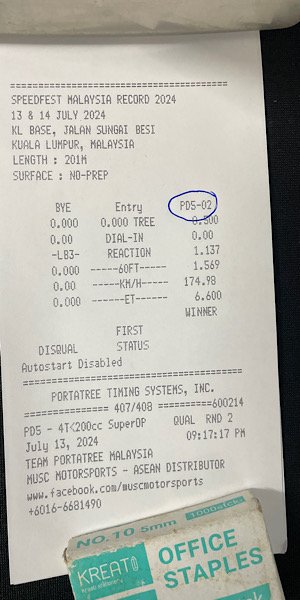 ==============================
SPEEDFEST MALAYSIA RECORD 2024
13 & 14 JULY 2024
KL BASE, JALAN SUNGAI BESI
KUALA LUMPUR, MALAYSIA
LENGTH : 201M
SURFACE : NO-PREP
BYE Entry PD5-02
0.000 0.000 TREE 0.500
0.00 DIAL-IN 0.00
-LB3- REACTION 1.137
0.000 ------60FT------ 1.569
0.00 ------KM/H------ 174.98
0.000 -------ET------- 6.600
WINNER
FIRST
DISQUAL STATUS
Autostart Disabled
==============================
PORTATREE TIMING SYSTEMS, INC.
============ 407/408 ==========600214
PD5 - 4T<200cc SuperOP QUAL RND 2
July 13, 2024 09:17:17 PM
TEAM PORTATREE MALAYSIA
MUSC MOTORSPORTS - ASEAN DISTRIBUTOR
www.facebook.com/muscmotorsports
+6016-6681490
NO.10 5mm 1000stck
KREATO
OFFICE
STAPLES